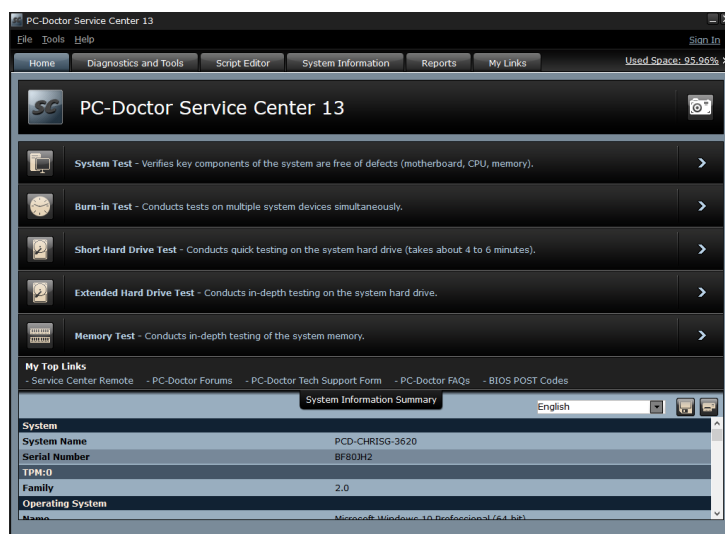 PC-Doctor Service Center 13
File Tools Help
Sign In
Home Diagnostics and Tools Script Editor System Information Reports My Links
Used Space: 95.96%
SC PC-Doctor Service Center 13
System Test - Verifies key components of the system are free of defects (motherboard, CPU, memory).
Burn-in Test - Conducts tests on multiple system devices simultaneously.
Short Hard Drive Test - Conducts quick testing on the system hard drive (takes about 4 to 6 minutes).
Extended Hard Drive Test - Conducts in-depth testing on the system hard drive.
Memory Test - Conducts in-depth testing of the system memory.
My Top Links
- Service Center Remote - PC-Doctor Forums - PC-Doctor Tech Support Form - PC-Doctor FAQs - BIOS POST Codes
System Information Summary
English
System
System Name PCD-CHRISG-3620
Serial Number BF80JH2
TPM:0
Family 2.0
Operating System
Name Microsoft Windows 10 Professional (64-bit)